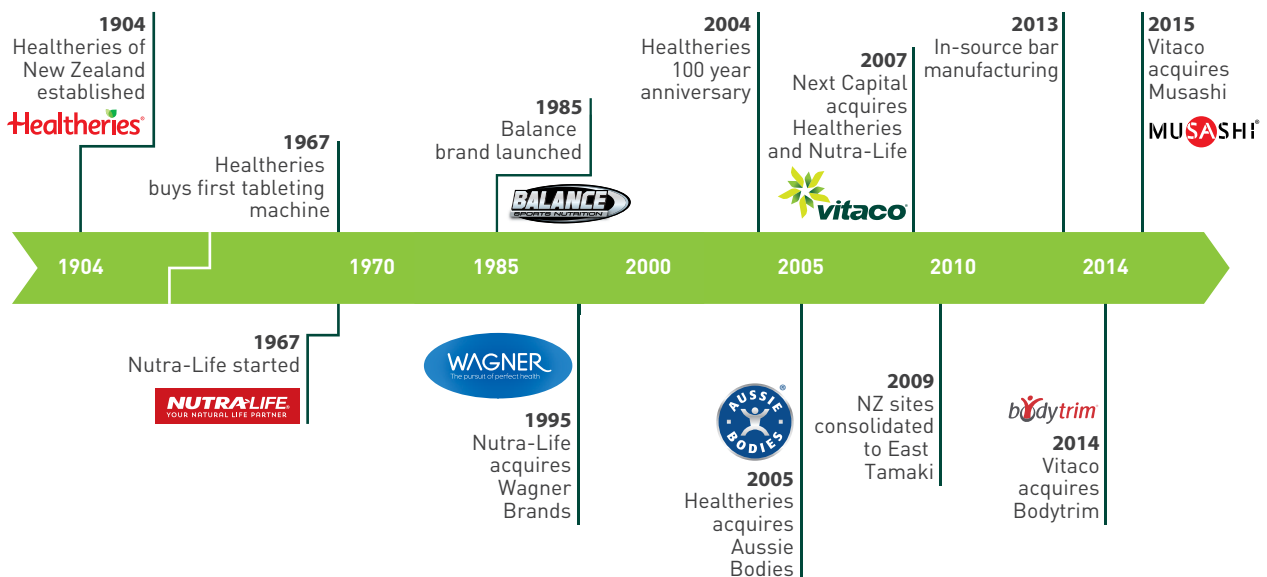 1904
Healtheries of
New Zealand
established
Healtheries®
1967
Healtheries
buys first tableting
machine
1985
Balance
brand launched
BALANCE
SPORTS NUTRITION
2004
Healtheries
100 year
anniversary
2007
Next Capital
acquires
Healtheries
and Nutra-Life
vitaco®
2013
In-source bar
manufacturing
2015
Vitaco
acquires
Musashi
MUSASHI®
1904 1970 1985 2000 2005 2010 2014
1967
Nutra-Life started
NUTRA-LIFE®
YOUR NATURAL LIFE PARTNER
WAGNER
The pursuit of perfect health
1995
Nutra-Life
acquires
Wagner
Brands
AUSSIE
BODIES
®
2005
Healtheries
acquires
Aussie
Bodies
2009
NZ sites
consolidated
to East
Tamaki
bodytrim
2014
Vitaco
acquires
Bodytrim